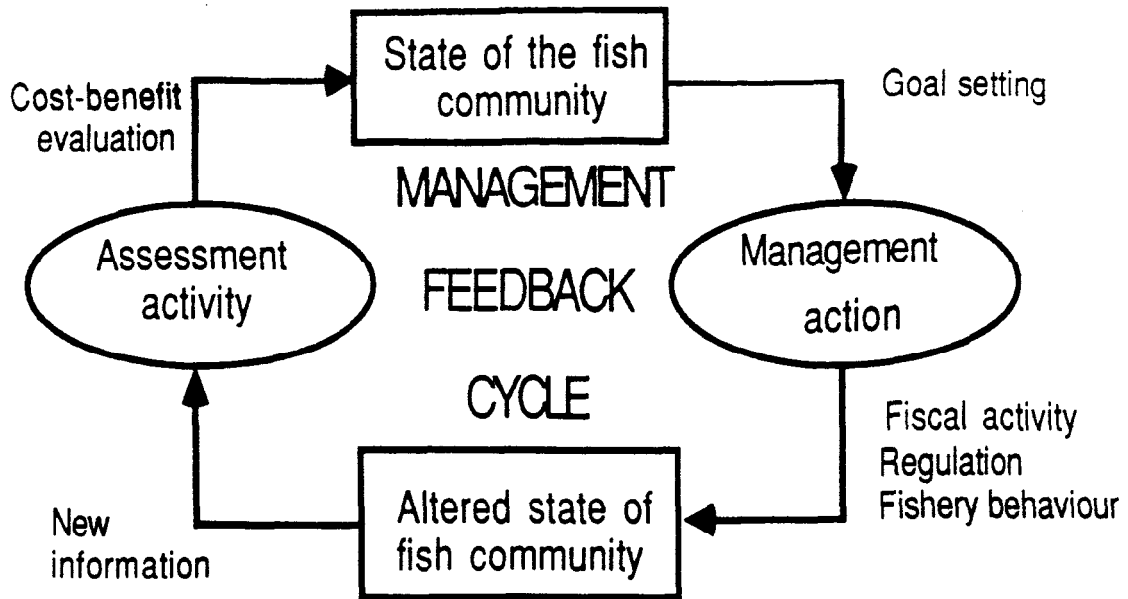 State of the fish
community
Goal setting
Cost-benefit
evaluation
MANAGEMENT
FEEDBACK
CYCLE
Management
action
Assessment
activity
Fiscal activity
Regulation
Fishery behaviour
Altered state of
fish community
New
information